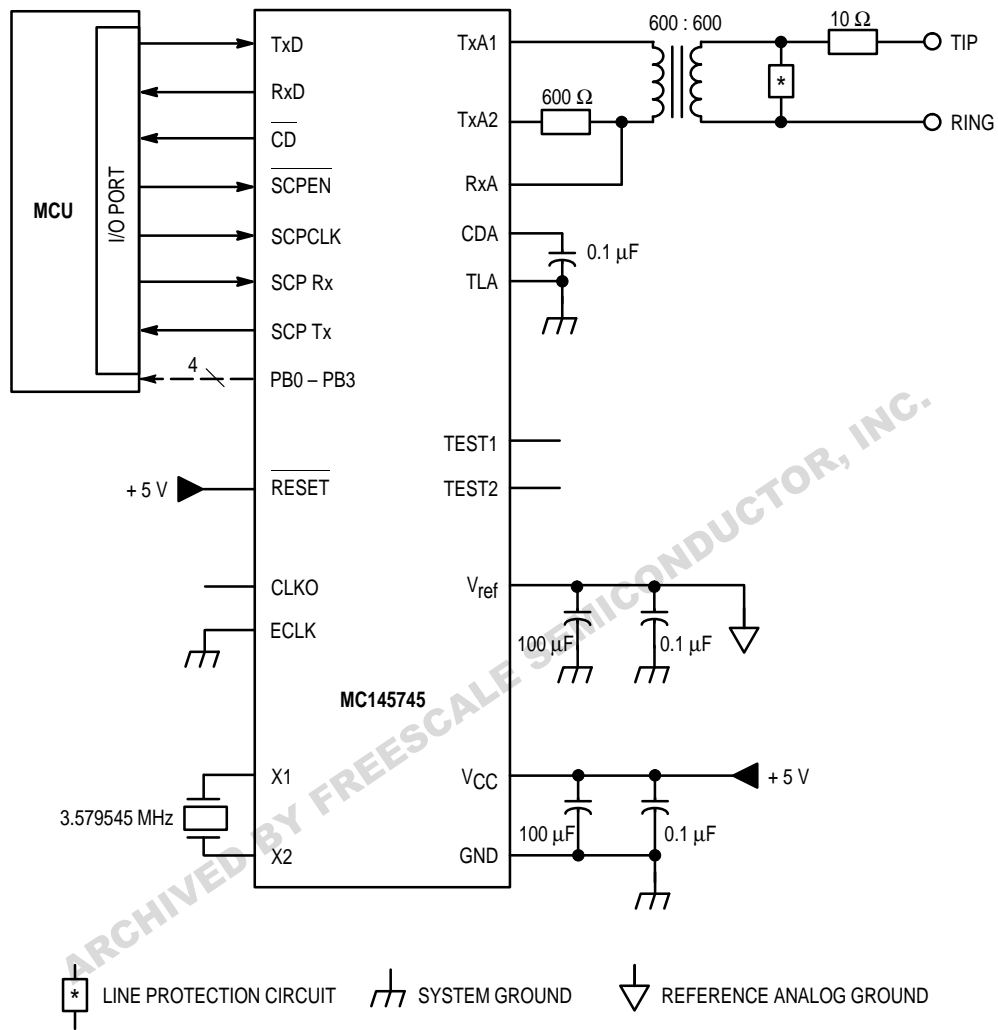 MCU
I/O PORT
TxD
RxD
CD
SCPEN
SCPCLK
SCP Rx
SCP Tx
4
PB0 – PB3
+ 5 V
RESET
CLKO
ECLK
MC145745
X1
3.579545 MHz
X2
TxA1
600 : 600
10 Ω
TIP
*
600 Ω
TxA2
RING
RxA
CDA
0.1 µF
TLA
TEST1
TEST2
Vref
100 µF
0.1 µF
VCC
+ 5 V
100 µF
0.1 µF
GND
ARCHIVED BY FREESCALE SEMICONDUCTOR, INC.
* LINE PROTECTION CIRCUIT
SYSTEM GROUND
REFERENCE ANALOG GROUND